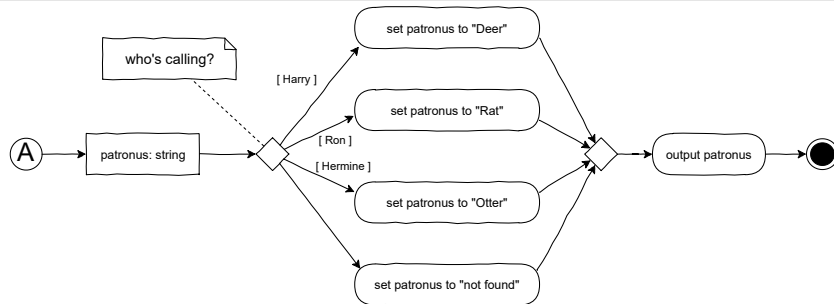 set patronus to "Deer"
who's calling?
[ Harry ]
set patronus to "Rat"
[ Ron ]
A
patronus: string
output patronus
[ Hermine ]
set patronus to "Otter"
set patronus to "not found"